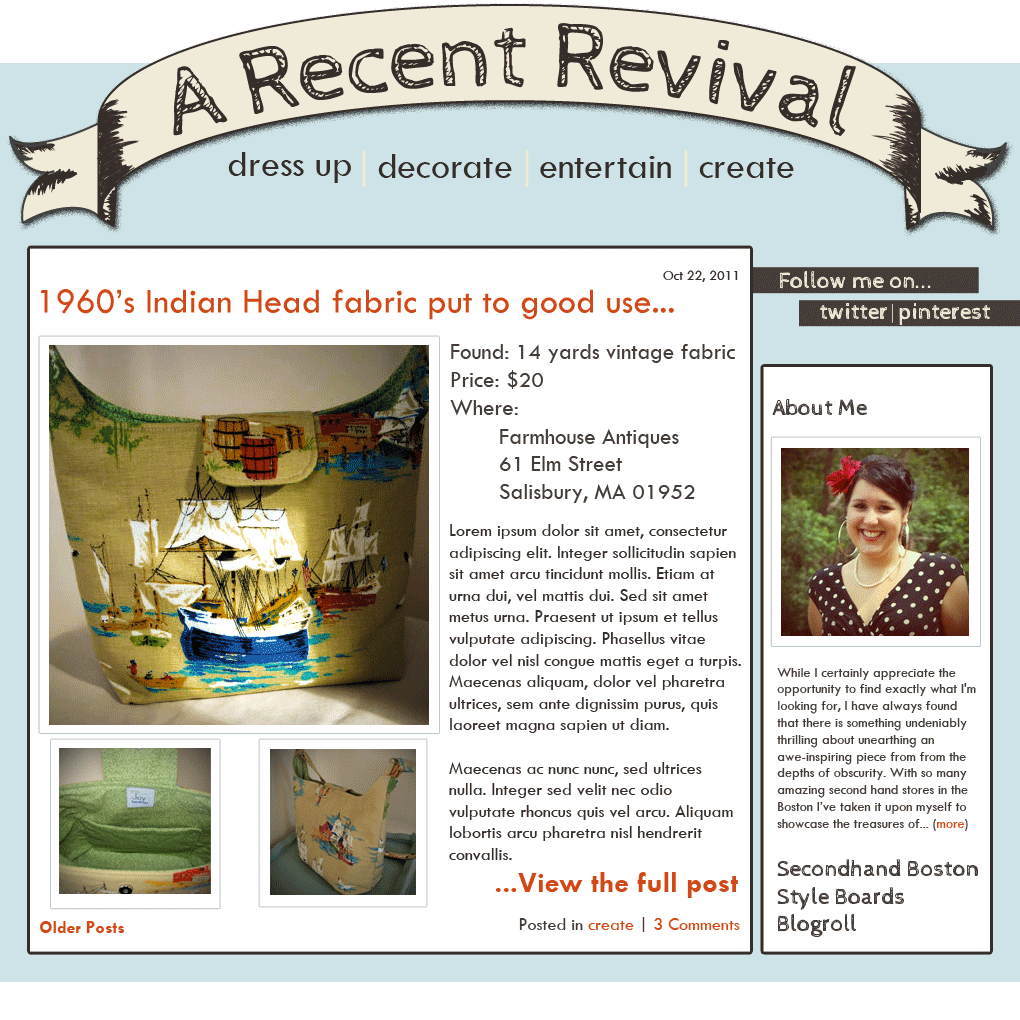 A Recent Revival
dress up | decorate | entertain | create
Oct 22, 2011
1960's Indian Head fabric put to good use...
Found: 14 yards vintage fabric
Price: $20
Where:
Farmhouse Antiques
61 Elm Street
Salisbury, MA 01952
Lorem ipsum dolor sit amet, consectetur
adipiscing elit. Integer sollicitudin sapien
sit amet arcu tincidunt mollis. Etiam at
urna dui, vel mattis dui. Sed sit amet
metus urna. Praesent ut ipsum et tellus
vulputate adipiscing. Phasellus vitae
dolor vel nisl congue mattis eget a turpis.
Maecenas aliquam, dolor vel pharetra
ultrices, sem ante dignissim purus, quis
laoreet magna sapien ut diam.
Maecenas ac nunc nunc, sed ultrices
nulla. Integer sed velit nec odio
vulputate rhoncus quis vel arcu. Aliquam
lobortis arcu pharetra nisl hendrerit
convallis.
...View the full post
Older Posts
Posted in create | 3 Comments
Follow me on...
twitter|pinterest
About Me
While I certainly appreciate the
opportunity to find exactly what I'm
looking for, I have always found
that there is something undeniably
thrilling about unearthing an
awe-inspiring piece from from the
depths of obscurity. With so many
amazing second hand stores in the
Boston I've taken it upon myself to
showcase the treasures of... (more)
Secondhand Boston
Style Boards
Blogroll